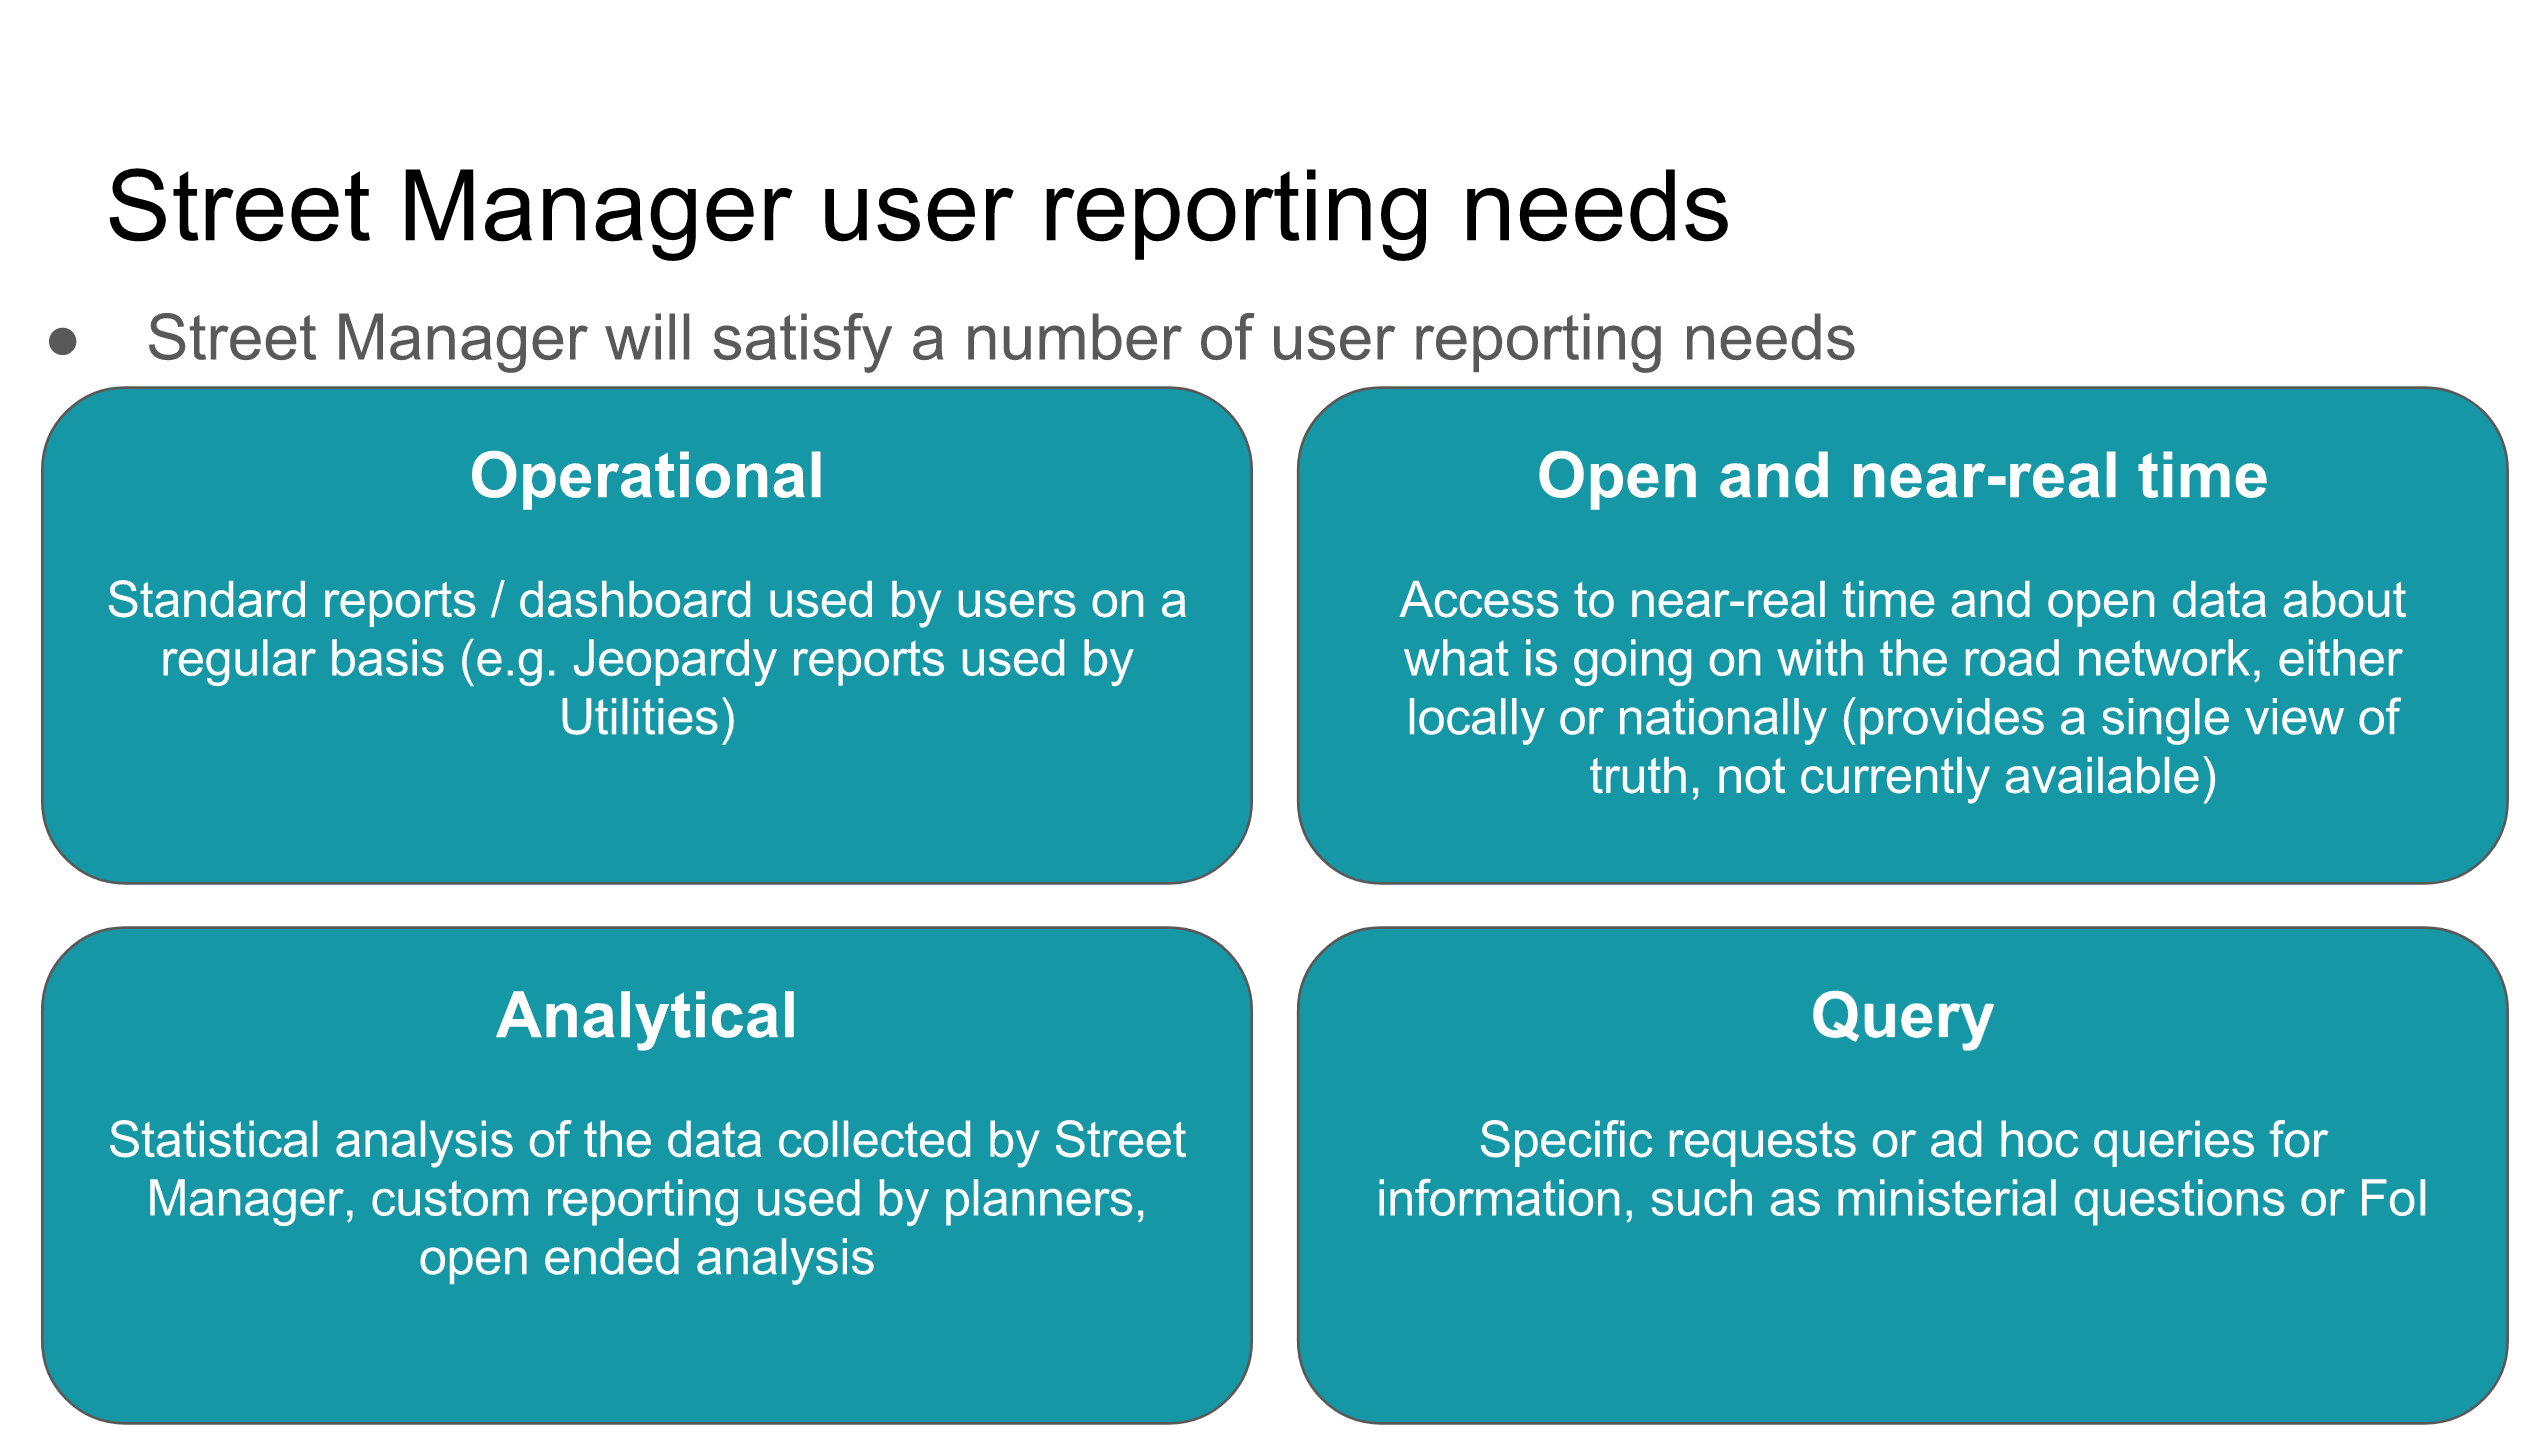 Street Manager user reporting needs
● Street Manager will satisfy a number of user reporting needs
Operational
Standard reports / dashboard used by users on a
regular basis (e.g. Jeopardy reports used by
Utilities)
Open and near-real time
Access to near-real time and open data about
what is going on with the road network, either
locally or nationally (provides a single view of
truth, not currently available)
Analytical
Statistical analysis of the data collected by Street
Manager, custom reporting used by planners,
open ended analysis
Query
Specific requests or ad hoc queries for
information, such as ministerial questions or FoI